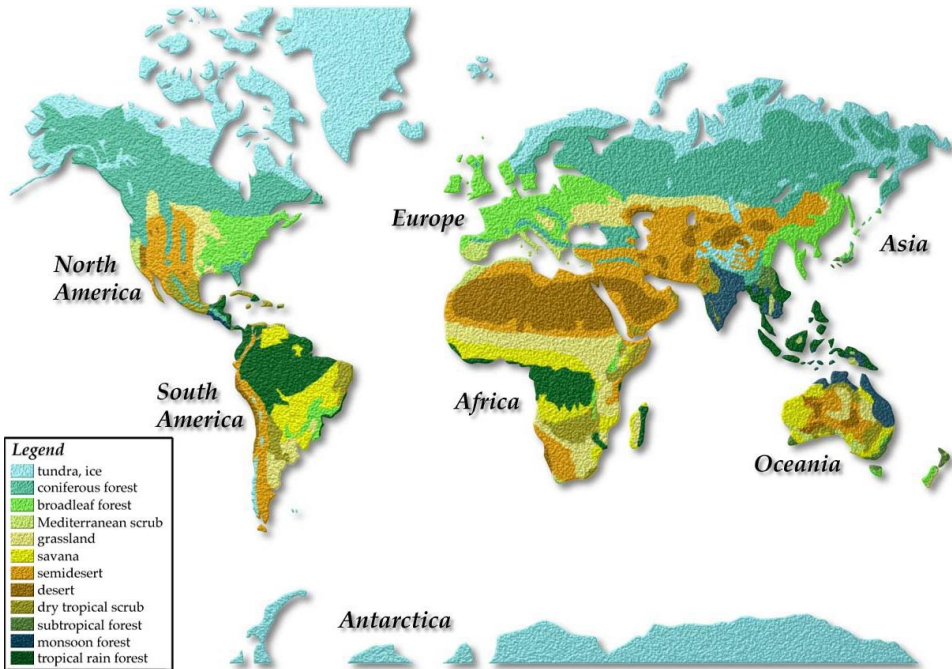 Europe
Asia
North
America
South
America
Africa
Oceania
Antarctica
Legend
tundra, ice
coniferous forest
broadleaf forest
Mediterranean scrub
grassland
savana
semidesert
desert
dry tropical scrub
subtropical forest
monsoon forest
tropical rain forest